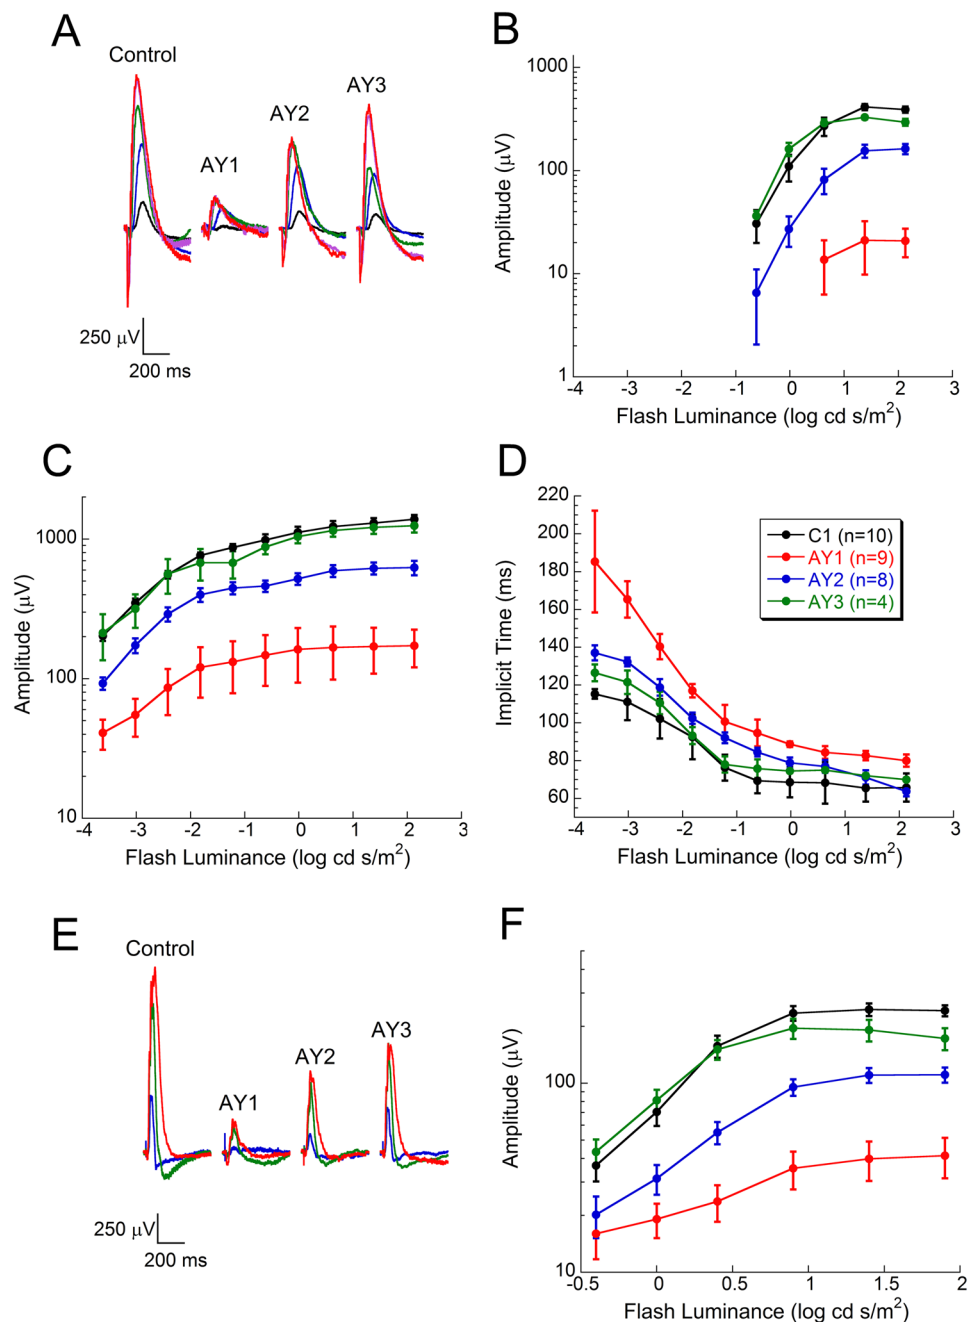 A
Control
AY1
AY2
AY3
250 μV
200 ms
B
1000
100
10
1
Amplitude (μV)
-4 -3 -2 -1 0 1 2 3
Flash Luminance (log cd s/m²)
C
1000
100
10
Amplitude (μV)
-4 -3 -2 -1 0 1 2 3
Flash Luminance (log cd s/m²)
D
220
200
180
160
140
120
100
80
60
Implicit Time (ms)
C1 (n=10)
AY1 (n=9)
AY2 (n=8)
AY3 (n=4)
-4 -3 -2 -1 0 1 2 3
Flash Luminance (log cd s/m²)
E
Control
AY1
AY2
AY3
250 μV
200 ms
F
100
10
Amplitude (μV)
-0.5 0 0.5 1 1.5 2
Flash Luminance (log cd s/m²)